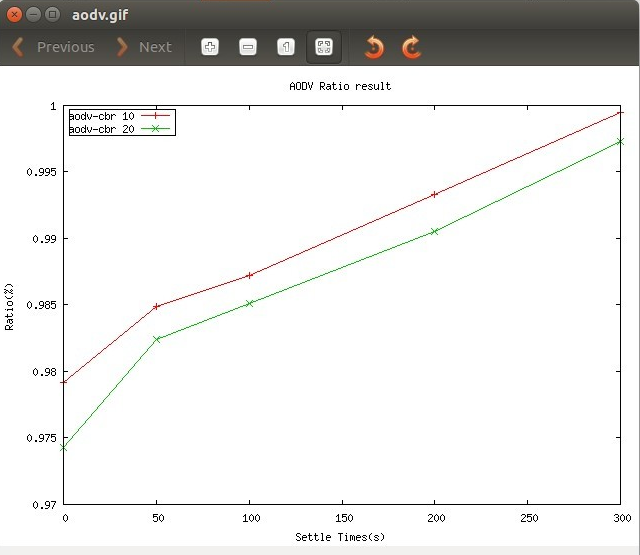 aodv.gif
Previous
Next
AODV Ratio result
1
aodv-cbr 10
aodv-cbr 20
0.995
0.99
0.985
Ratio(%)
0.98
0.975
0.97
0 50 100 150 200 250 300
Settle Times(s)